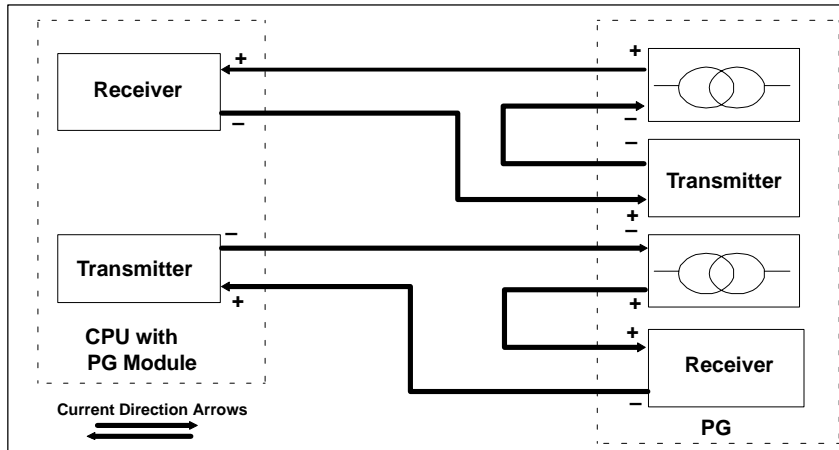 +
+
Receiver
−
−
−
Transmitter
+
−
−
Transmitter
+
+
+
CPU with
PG Module
Receiver
−
Current Direction Arrows
PG